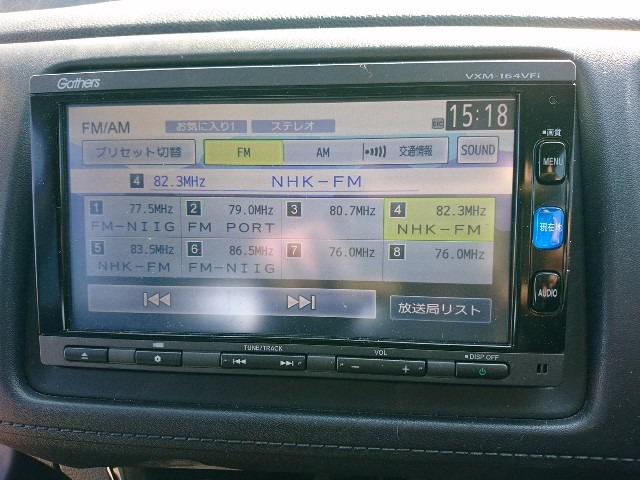 Gathers VXM-164VFi
FM/AM お気に入り1 ステレオ 15:18
■画質
プリセット切替 FM AM 交通情報 SOUND
MENU
4 82.3MHz NHK-FM
1 77.5MHz 2 79.0MHz 3 80.7MHz 4 82.3MHz
FM-NIIG FM PORT NHK-FM
現在地
5 83.5MHz 6 86.5MHz 7 76.0MHz 8 76.0MHz
NHK-FM FM-NIIG
AUDIO
放送局リスト
TUNE/TRACK VOL ■DISP OFF
− +